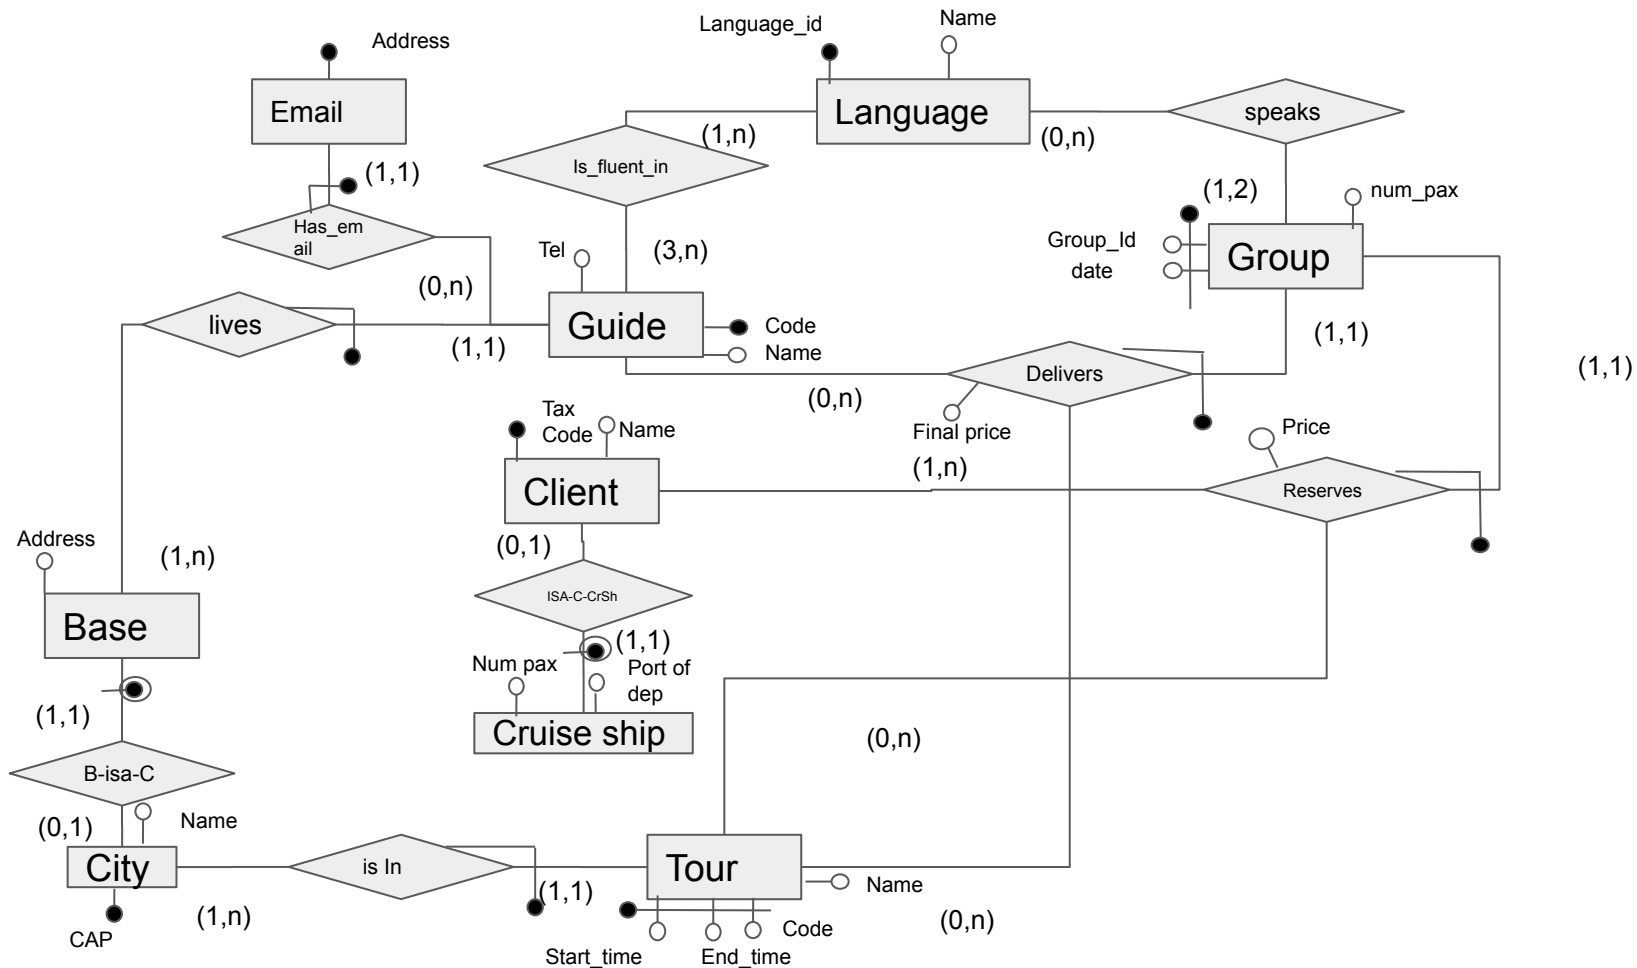 Language_id
Name
Address
Email
Language
speaks
(1,n)
(0,n)
Is_fluent_in
(1,1)
(1,2)
num_pax
Has_em
ail
Tel
(3,n)
Group_Id
date
Group
(0,n)
lives
Guide
Code
Name
(1,1)
(1,1)
(1,1)
Delivers
(0,n)
Tax
Code
Name
Final price
Price
(1,n)
Client
Reserves
Address
(0,1)
(1,n)
ISA-C-CrSh
Base
(1,1)
Num pax
Port of
dep
(1,1)
Cruise ship
(0,n)
B-isa-C
(0,1)
Name
City
is In
Tour
(1,1)
Name
(1,n)
(0,n)
CAP
Code
Start_time
End_time